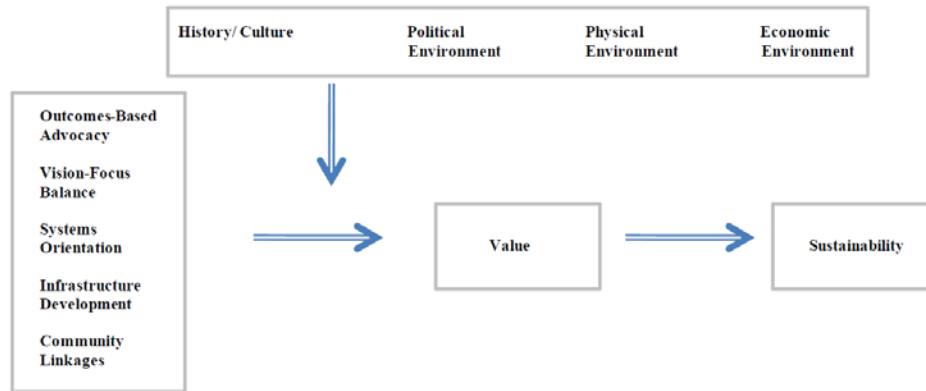 History/ Culture
Political
Environment
Physical
Environment
Economic
Environment
Outcomes-Based
Advocacy
Vision-Focus
Balance
Systems
Orientation
Infrastructure
Development
Community
Linkages
Value
Sustainability